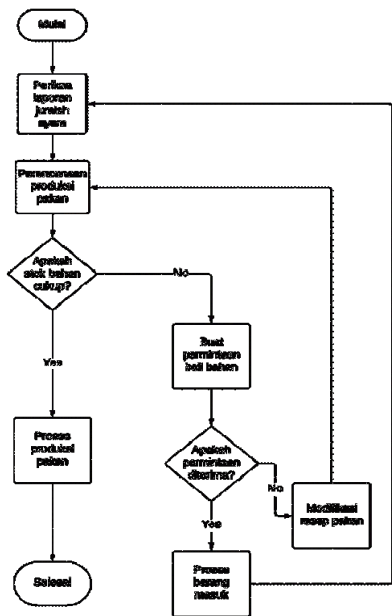 Mulai
Periksa
laporan
jumlah
ayam
Perencanaan
produksi
pakan
Apakah
stok bahan
cukup?
No
Yes
Buat
permintaan
beli bahan
Proses
produksi
pakan
Apakah
permintaan
diterima?
No
Modifikasi
resep pakan
Yes
Selesai
Proses
barang
masuk